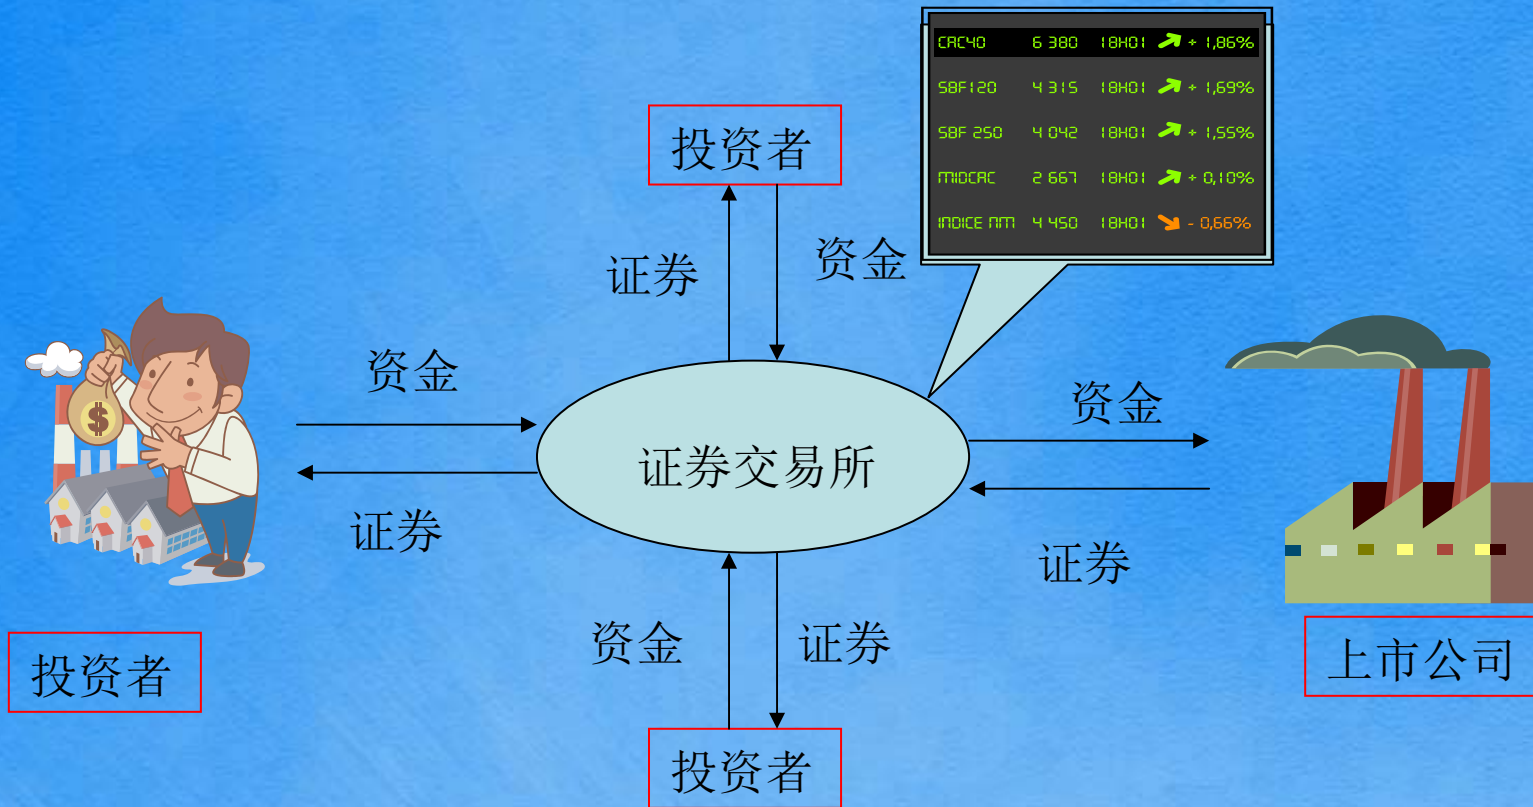 CAC40 6 380 18H01 + 1,86%
SBF120 4 315 18H01 + 1,69%
SBF 250 4 042 18H01 + 1,55%
MIDCAC 2 667 18H01 + 0,10%
INDICE NM 4 450 18H01 - 0,66%
投资者
证券 资金
资金 资金
$
证券交易所
证券 证券
资金 证券
投资者 上市公司
投资者